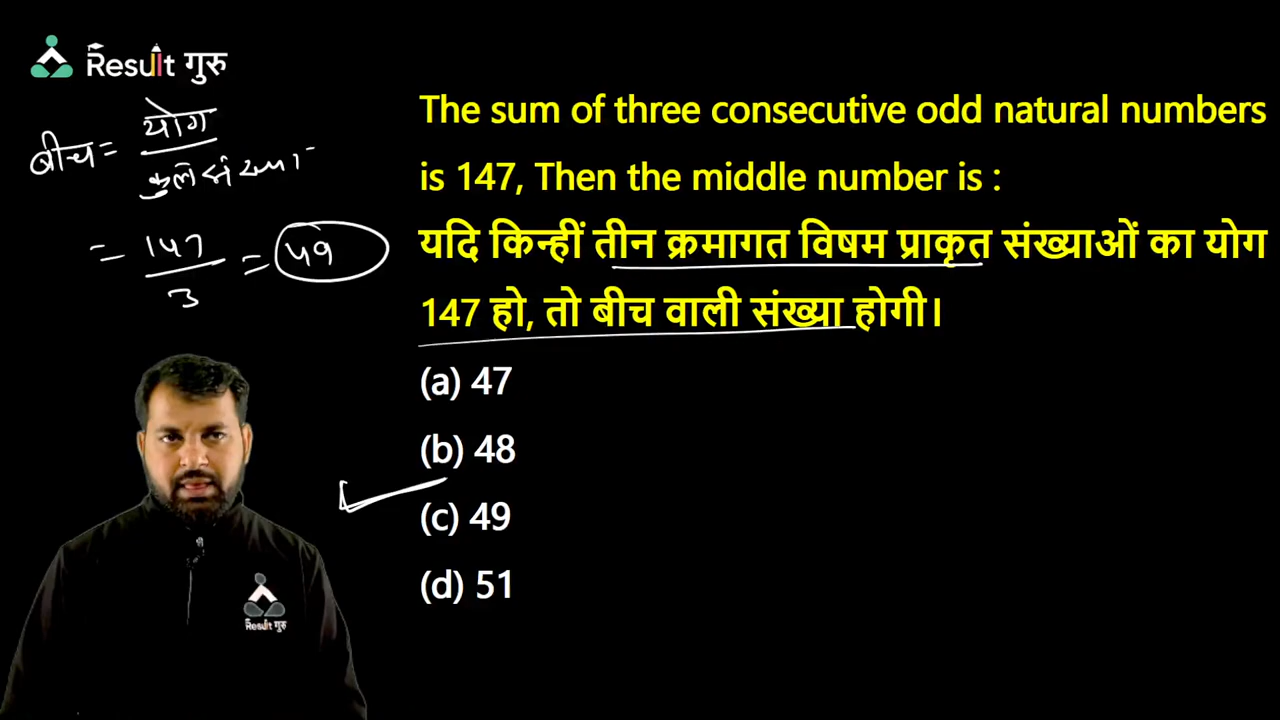 Result गुरु
बीच = योग
कुल संख्या
= 147
3
= 49
The sum of three consecutive odd natural numbers
is 147, Then the middle number is :
यदि किन्हीं तीन क्रमागत विषम प्राकृत संख्याओं का योग
147 हो, तो बीच वाली संख्या होगी।
(a) 47
(b) 48
(c) 49
(d) 51
Result गुरु